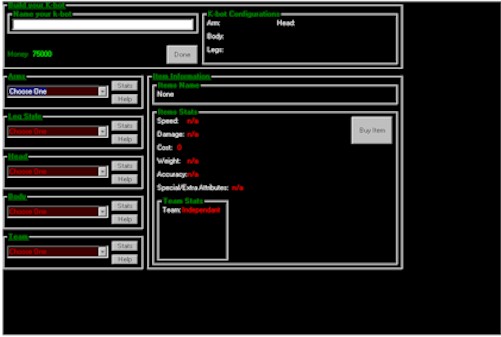 Build your K-bot
Name your k-bot
Money: 75000
Done
K-bot Configurations
Arm: Head:
Body:
Legs:
Arms
Choose One
Stats
Help
Leg Style
Choose One
Stats
Help
Head
Choose One
Stats
Help
Body
Choose One
Stats
Help
Team
Choose One
Stats
Help
Item Information
Items Name
None
Items Stats
Speed: n/a
Damage: n/a
Cost: 0
Weight: n/a
Accuracy:n/a
Special/Extra Attributes: n/a
Buy Item
Team Stats
Team: Independant